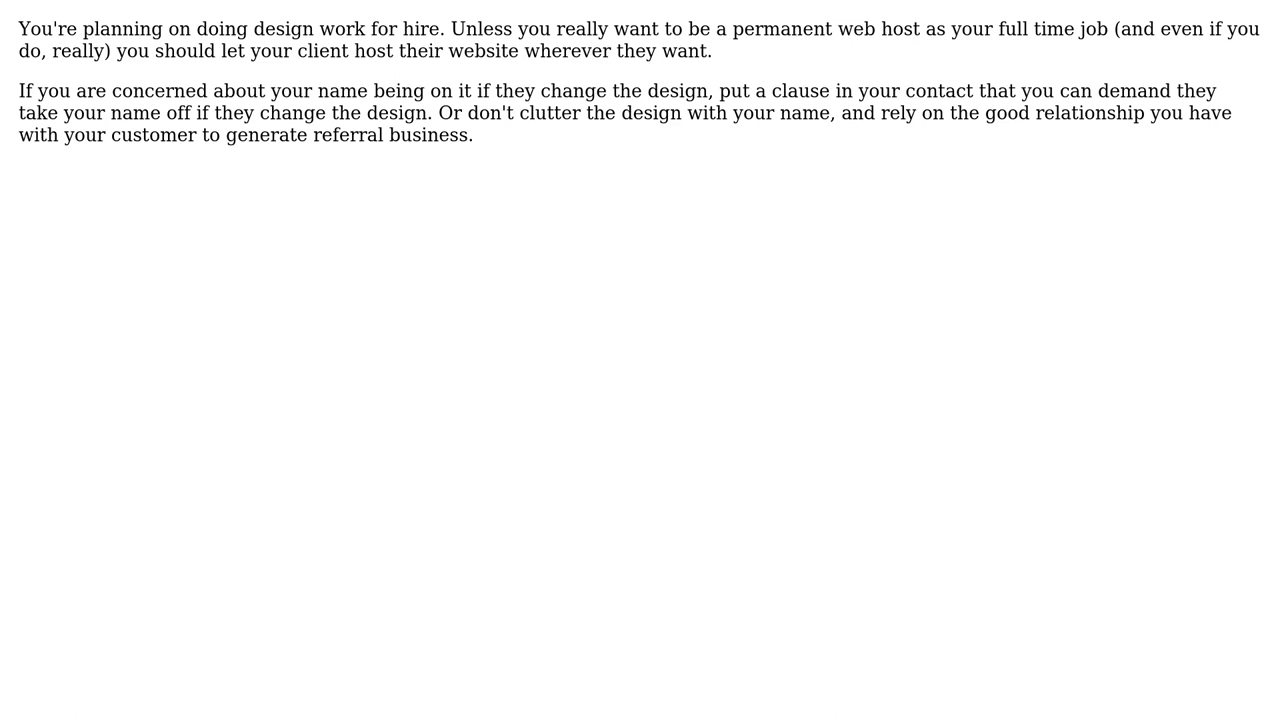 You're planning on doing design work for hire. Unless you really want to be a permanent web host as your full time job (and even if you
do, really) you should let your client host their website wherever they want.
If you are concerned about your name being on it if they change the design, put a clause in your contact that you can demand they
take your name off if they change the design. Or don't clutter the design with your name, and rely on the good relationship you have
with your customer to generate referral business.